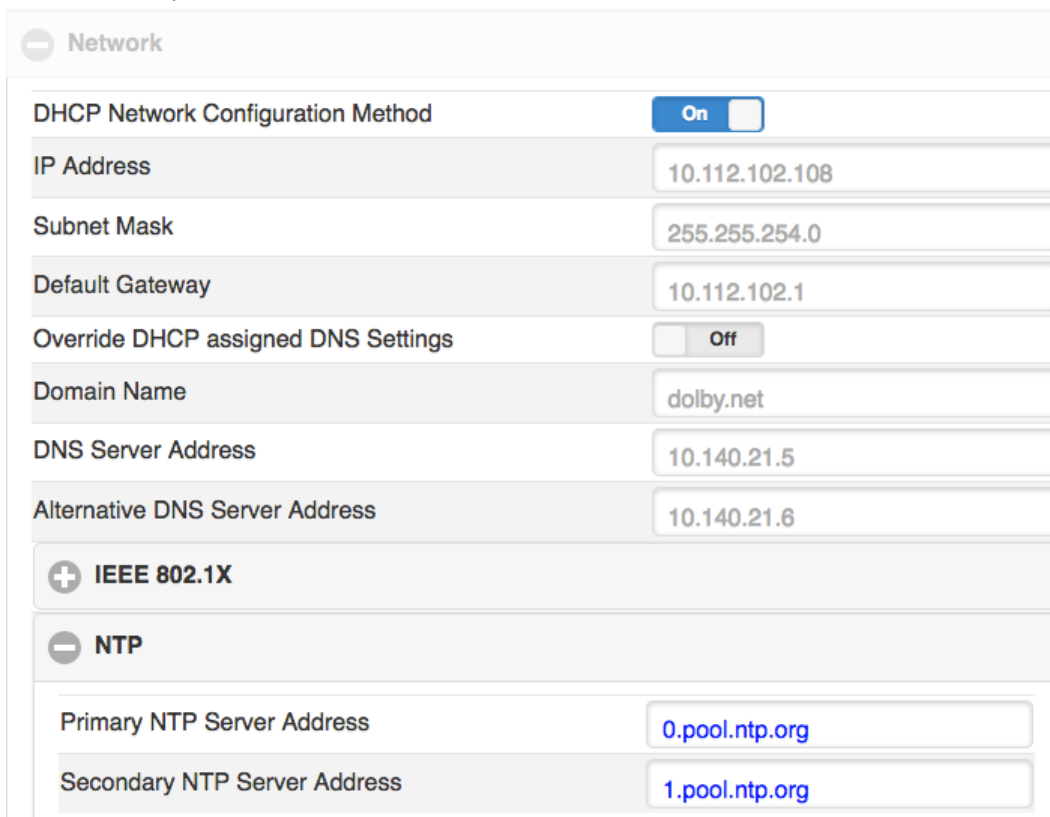 Network
DHCP Network Configuration Method On
IP Address 10.112.102.108
Subnet Mask 255.255.254.0
Default Gateway 10.112.102.1
Override DHCP assigned DNS Settings Off
Domain Name dolby.net
DNS Server Address 10.140.21.5
Alternative DNS Server Address 10.140.21.6
IEEE 802.1X
NTP
Primary NTP Server Address 0.pool.ntp.org
Secondary NTP Server Address 1.pool.ntp.org